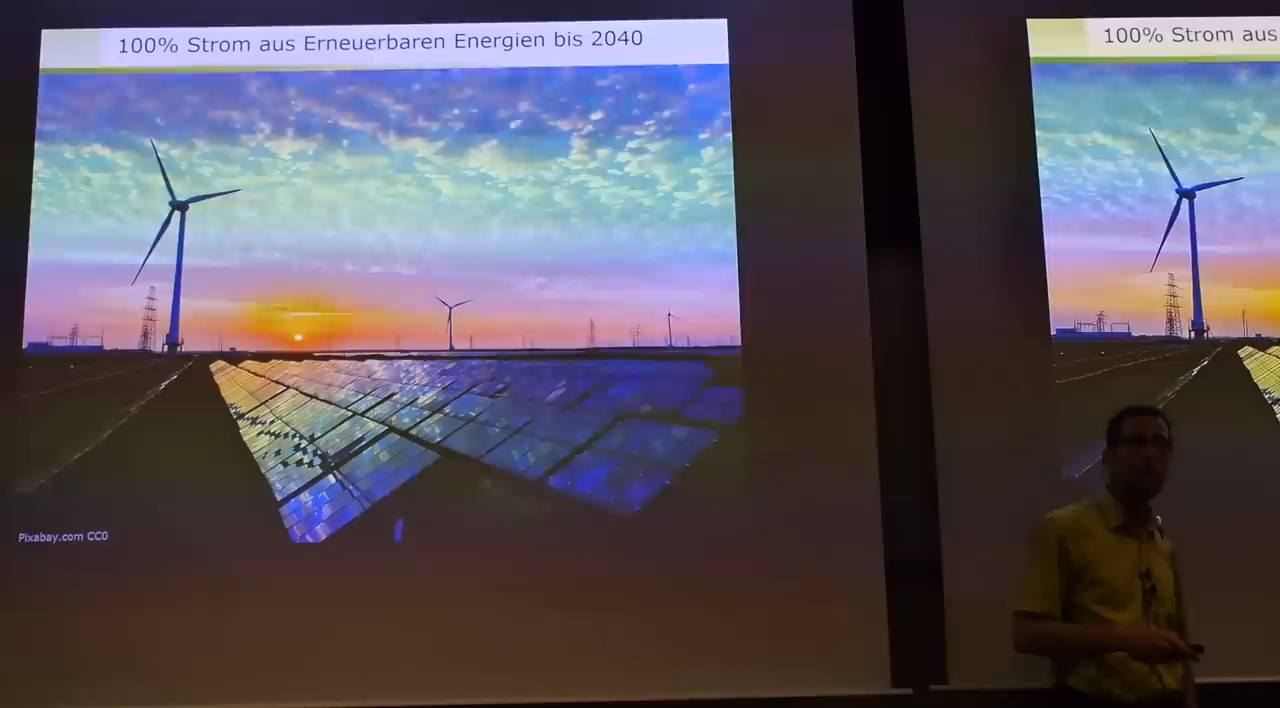 100% Strom aus Erneuerbaren Energien bis 2040
100% Strom aus
Pixabay.com CC0